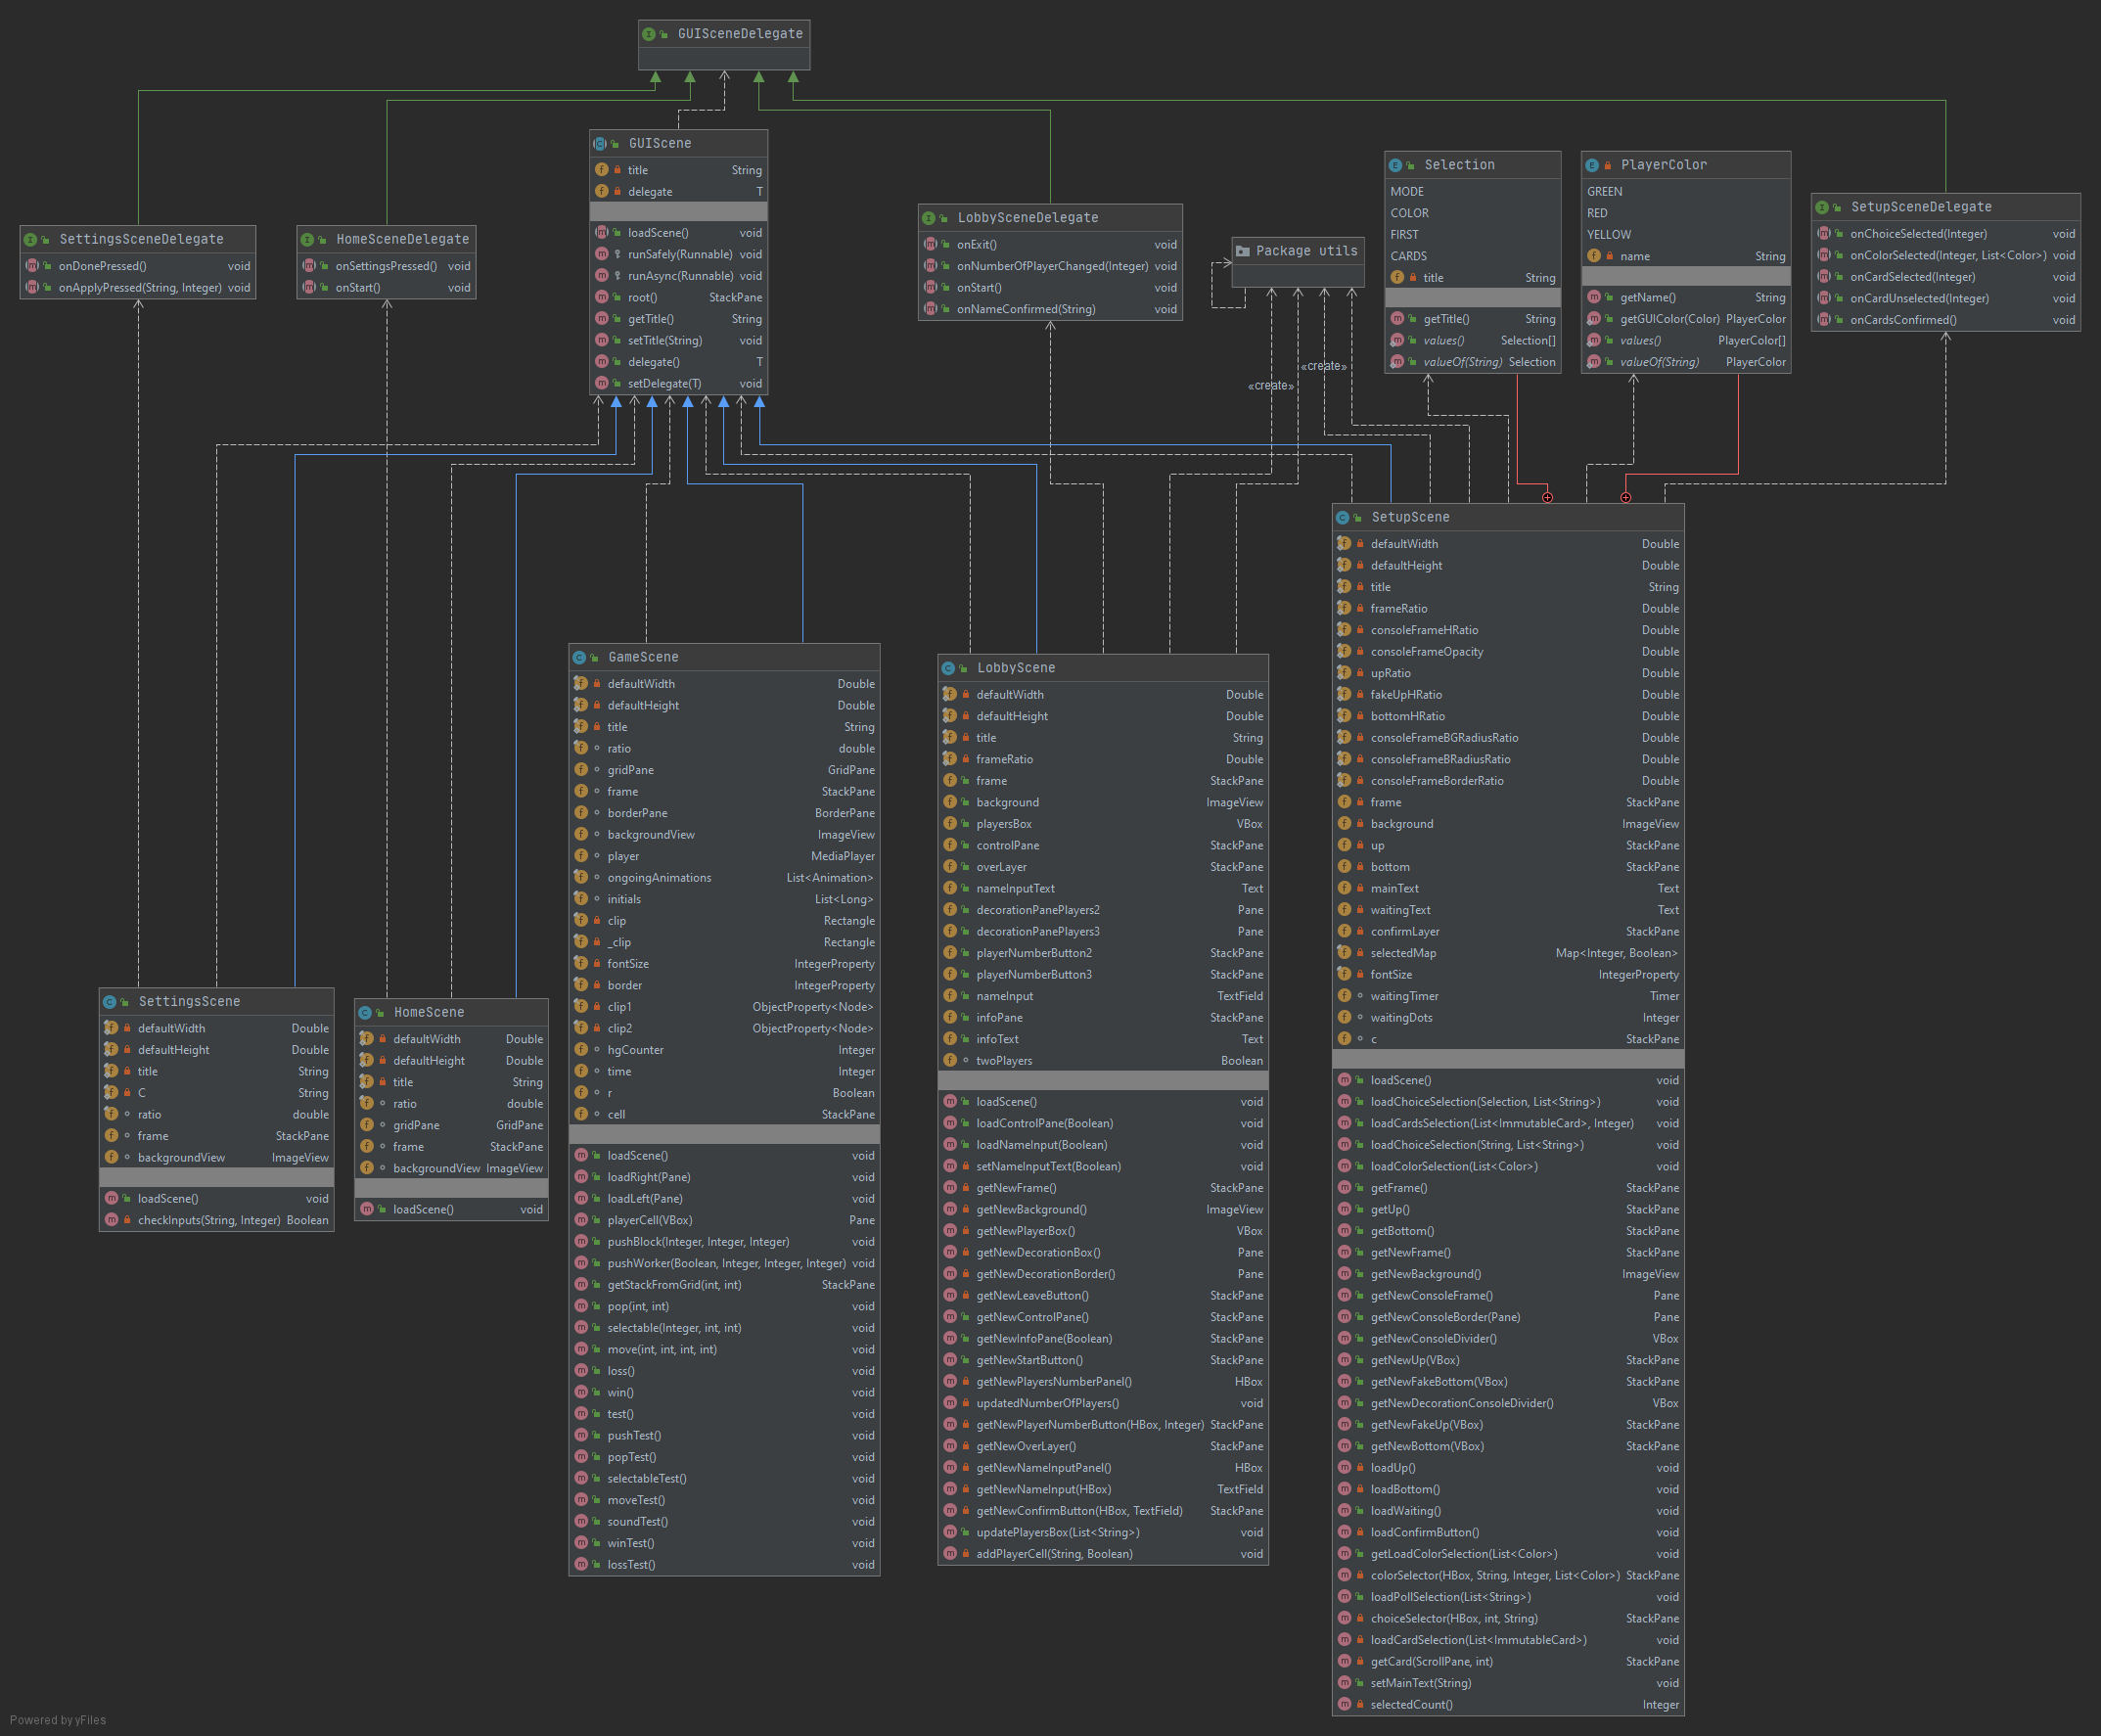 GUISceneDelegate
GUIScene
title String
delegate T
loadScene() void
runSafely(Runnable) void
runAsync(Runnable) void
root() StackPane
getTitle() String
setTitle(String) void
delegate() T
setDelegate(T) void
SettingsSceneDelegate
onDonePressed() void
onApplyPressed(String, Integer) void
HomeSceneDelegate
onSettingsPressed() void
onStart() void
LobbySceneDelegate
onExit() void
onNumberOfPlayerChanged(Integer) void
onStart() void
onNameConfirmed(String) void
Package utils
«create»
«create»
Selection
MODE
COLOR
FIRST
CARDS
title String
getTitle() String
values() Selection[]
valueOf(String) Selection
PlayerColor
GREEN
RED
YELLOW
name String
getName() String
getGUIColor(Color) PlayerColor
values() PlayerColor[]
valueOf(String) PlayerColor
SetupSceneDelegate
onChoiceSelected(Integer) void
onColorSelected(Integer, List<Color>) void
onCardSelected(Integer) void
onCardUnselected(Integer) void
onCardsConfirmed() void
SettingsScene
defaultWidth Double
defaultHeight Double
title String
C String
ratio double
frame StackPane
backgroundView ImageView
loadScene() void
checkInputs(String, Integer) Boolean
HomeScene
defaultWidth Double
defaultHeight Double
title String
ratio double
gridPane GridPane
frame StackPane
backgroundView ImageView
loadScene() void
GameScene
defaultWidth Double
defaultHeight Double
title String
ratio double
gridPane GridPane
frame StackPane
borderPane BorderPane
backgroundView ImageView
player MediaPlayer
ongoingAnimations List<Animation>
initials List<Long>
clip Rectangle
_clip Rectangle
fontSize IntegerProperty
border IntegerProperty
clip1 ObjectProperty<Node>
clip2 ObjectProperty<Node>
hgCounter Integer
time Integer
r Boolean
cell StackPane
loadScene() void
loadRight(Pane) void
loadLeft(Pane) void
playerCell(VBox) Pane
pushBlock(Integer, Integer, Integer) void
pushWorker(Boolean, Integer, Integer, Integer) void
getStackFromGrid(int, int) StackPane
pop(int, int) void
selectable(Integer, int, int) void
move(int, int, int, int) void
loss() void
win() void
test() void
pushTest() void
popTest() void
selectableTest() void
moveTest() void
soundTest() void
winTest() void
lossTest() void
LobbyScene
defaultWidth Double
defaultHeight Double
title String
frameRatio Double
frame StackPane
background ImageView
playersBox VBox
controlPane StackPane
overLayer StackPane
nameInputText Text
decorationPanePlayers2 Pane
decorationPanePlayers3 Pane
playerNumberButton2 StackPane
playerNumberButton3 StackPane
nameInput TextField
infoPane StackPane
infoText Text
twoPlayers Boolean
loadScene() void
loadControlPane(Boolean) void
loadNameInput(Boolean) void
setNameInputText(Boolean) void
getNewFrame() StackPane
getNewBackground() ImageView
getNewPlayerBox() VBox
getNewDecorationBox() Pane
getNewDecorationBorder() Pane
getNewLeaveButton() StackPane
getNewControlPane() StackPane
getNewInfoPane(Boolean) StackPane
getNewStartButton() StackPane
getNewPlayersNumberPanel() HBox
updatedNumberOfPlayers() void
getNewPlayerNumberButton(HBox, Integer) StackPane
getNewOverLayer() StackPane
getNewNameInputPanel() HBox
getNewNameInput(HBox) TextField
getNewConfirmButton(HBox, TextField) StackPane
updatePlayersBox(List<String>) void
addPlayerCell(String, Boolean) void
SetupScene
defaultWidth Double
defaultHeight Double
title String
frameRatio Double
consoleFrameHRatio Double
consoleFrameOpacity Double
upRatio Double
fakeUpHRatio Double
bottomHRatio Double
consoleFrameBGRadiusRatio Double
consoleFrameBRadiusRatio Double
consoleFrameBorderRatio Double
frame StackPane
background ImageView
up StackPane
bottom StackPane
mainText Text
waitingText Text
confirmLayer StackPane
selectedMap Map<Integer, Boolean>
fontSize IntegerProperty
waitingTimer Timer
waitingDots Integer
c StackPane
loadScene() void
loadChoiceSelection(Selection, List<String>) void
loadCardsSelection(List<ImmutableCard>, Integer) void
loadChoiceSelection(String, List<String>) void
loadColorSelection(List<Color>) void
getFrame() StackPane
getUp() StackPane
getBottom() StackPane
getNewFrame() StackPane
getNewBackground() ImageView
getNewConsoleFrame() Pane
getNewConsoleBorder(Pane) Pane
getNewConsoleDivider() VBox
getNewUp(VBox) StackPane
getNewFakeBottom(VBox) StackPane
getNewDecorationConsoleDivider() VBox
getNewFakeUp(VBox) StackPane
getNewBottom(VBox) StackPane
loadUp() void
loadBottom() void
loadWaiting() void
loadConfirmButton() void
getLoadColorSelection(List<Color>) void
colorSelector(HBox, String, Integer, List<Color>) StackPane
loadPollSelection(List<String>) void
choiceSelector(HBox, int, String) StackPane
loadCardSelection(List<ImmutableCard>) void
getCard(ScrollPane, int) StackPane
setMainText(String) void
selectedCount() Integer
Powered by yFiles